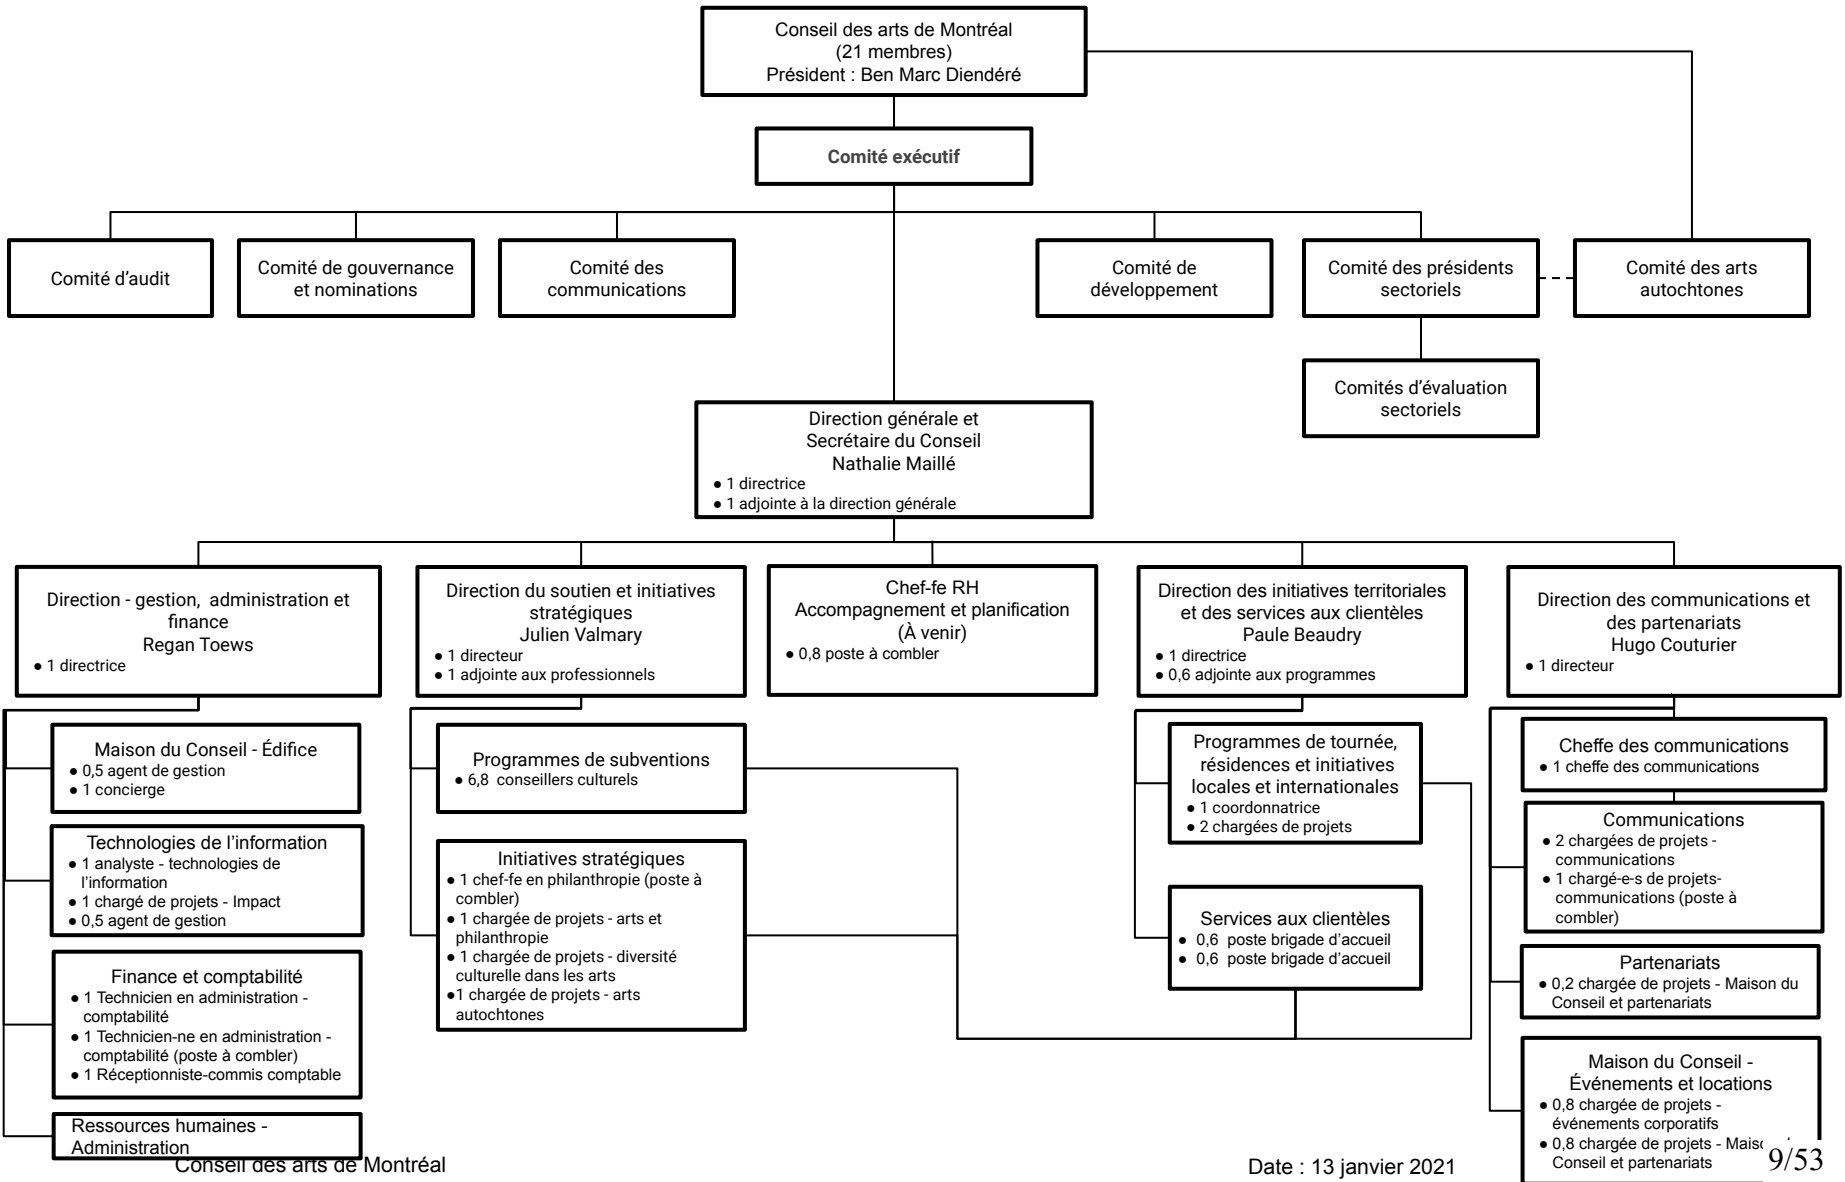 Conseil des arts de Montréal
(21 membres)
Président : Ben Marc Diendéré
Comité exécutif
Comité d'audit
Comité de gouvernance
et nominations
Comité des
communications
Comité de
développement
Comité des présidents
sectoriels
Comité des arts
autochtones
Comités d'évaluation
sectoriels
Direction générale et
Secrétaire du Conseil
Nathalie Maillé
● 1 directrice
● 1 adjointe à la direction générale
Direction - gestion, administration et
finance
Regan Toews
● 1 directrice
Direction du soutien et initiatives
stratégiques
Julien Valmary
● 1 directeur
● 1 adjointe aux professionnels
Chef-fe RH
Accompagnement et planification
(À venir)
● 0,8 poste à combler
Direction des initiatives territoriales
et des services aux clientèles
Paule Beaudry
● 1 directrice
● 0,6 adjointe aux programmes
Direction des communications et
des partenariats
Hugo Couturier
● 1 directeur
Maison du Conseil - Édifice
● 0,5 agent de gestion
● 1 concierge
Technologies de l'information
● 1 analyste - technologies de
l'information
● 1 chargé de projets - Impact
● 0,5 agent de gestion
Finance et comptabilité
● 1 Technicien en administration -
comptabilité
● 1 Technicien-ne en administration -
comptabilité (poste à combler)
● 1 Réceptionniste-commis comptable
Ressources humaines -
Administration
Programmes de subventions
● 6,8 conseillers culturels
Initiatives stratégiques
● 1 chef-fe en philanthropie (poste à
combler)
● 1 chargée de projets - arts et
philanthropie
● 1 chargée de projets - diversité
culturelle dans les arts
●1 chargée de projets - arts
autochtones
Programmes de tournée,
résidences et initiatives
locales et internationales
● 1 coordonnatrice
● 2 chargées de projets
Services aux clientèles
● 0,6 poste brigade d'accueil
● 0,6 poste brigade d'accueil
Cheffe des communications
● 1 cheffe des communications
Communications
● 2 chargées de projets -
communications
● 1 chargé-e-s de projets-
communications (poste à
combler)
Partenariats
● 0,2 chargée de projets - Maison du
Conseil et partenariats
Maison du Conseil -
Événements et locations
● 0,8 chargée de projets -
événements corporatifs
● 0,8 chargée de projets -
Conseil et partenariats
Conseil des arts de Montréal
Date : 13 janvier 2021
9/53